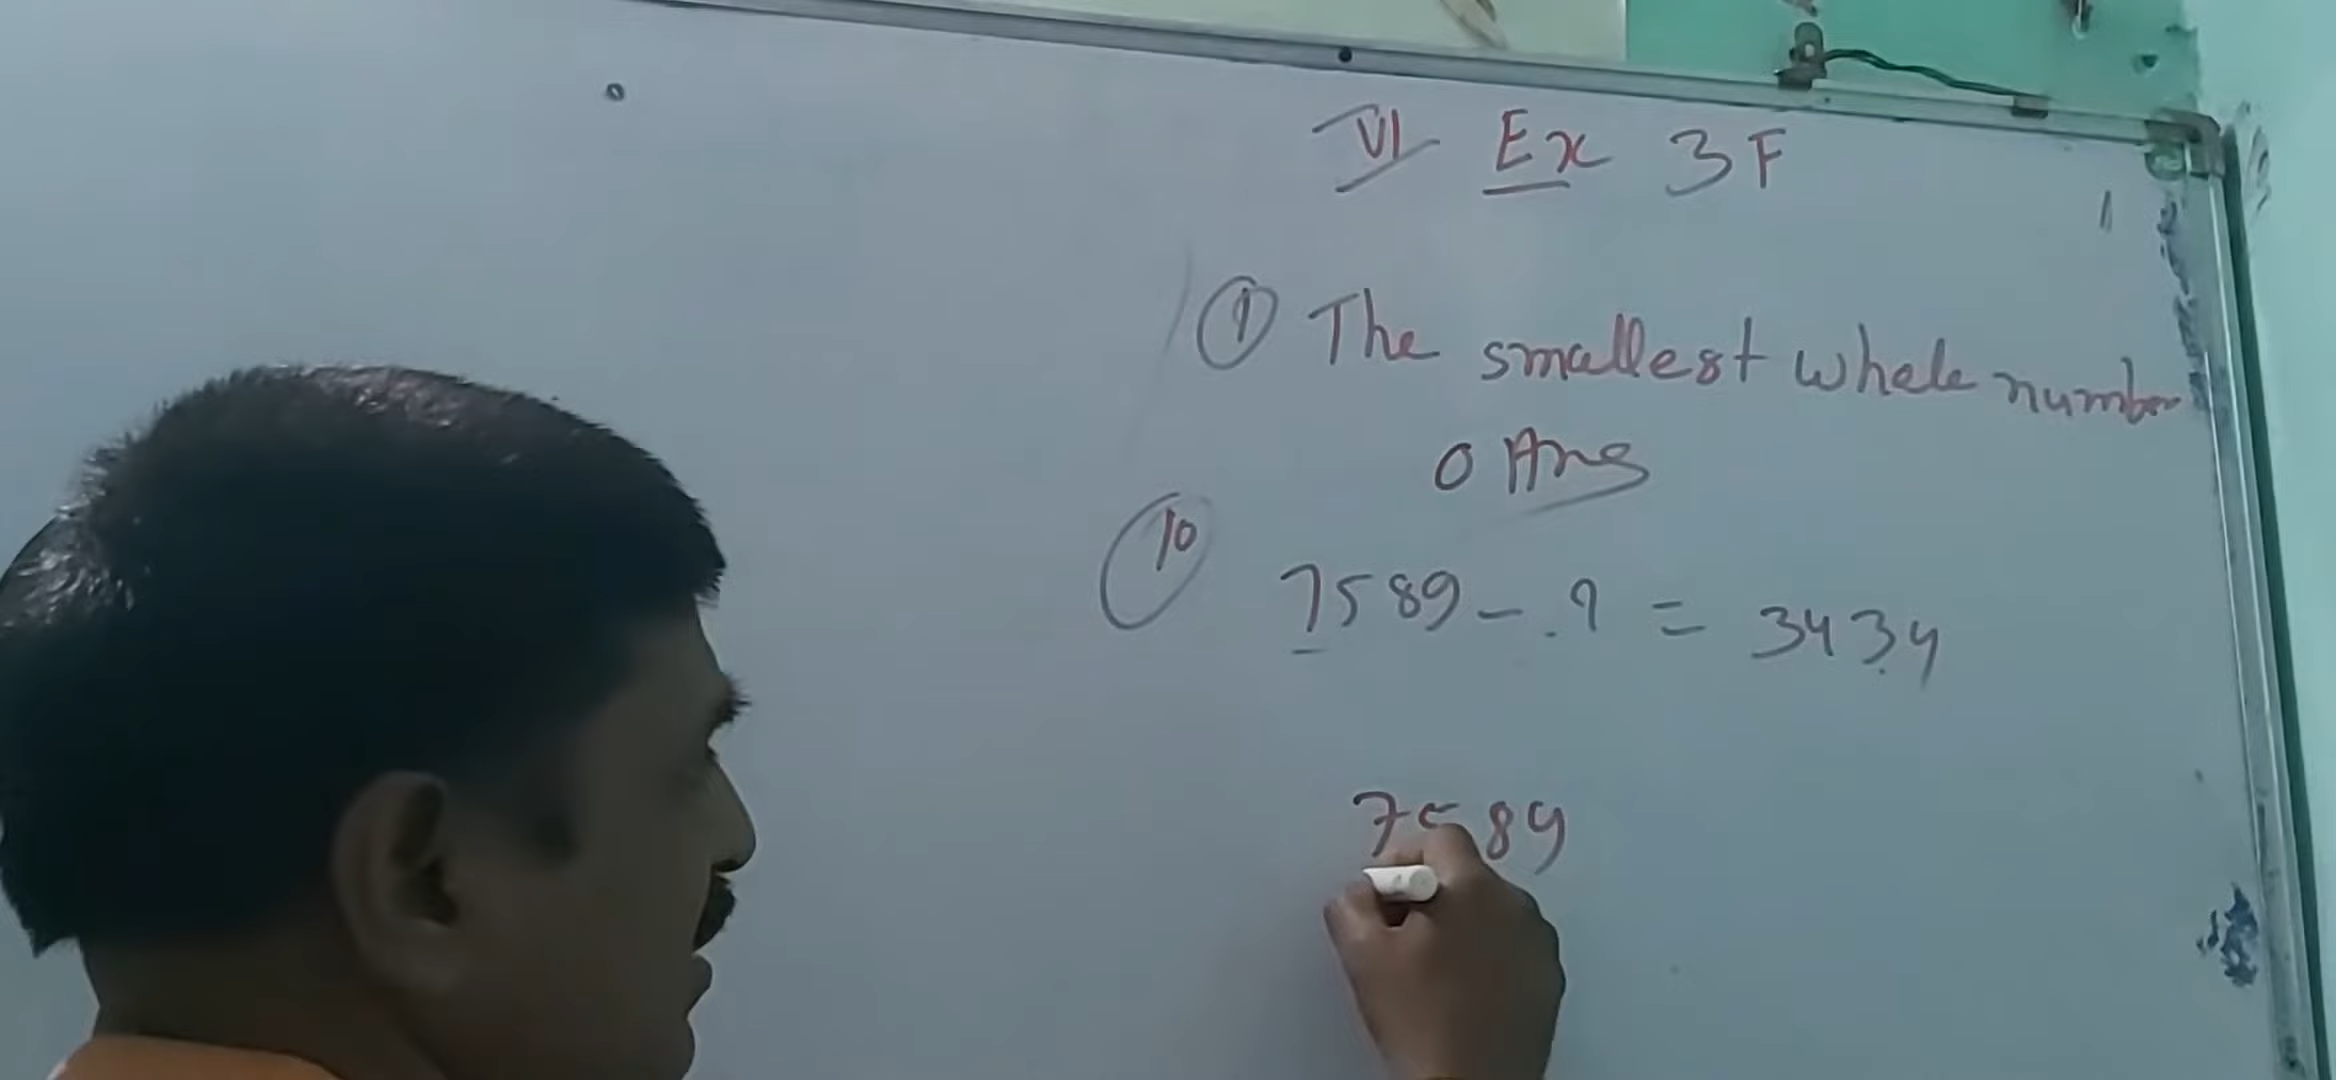 VI Ex 3F
① The smallest whole number
0 Ans
⑩ 7589 - ? = 3434
7589